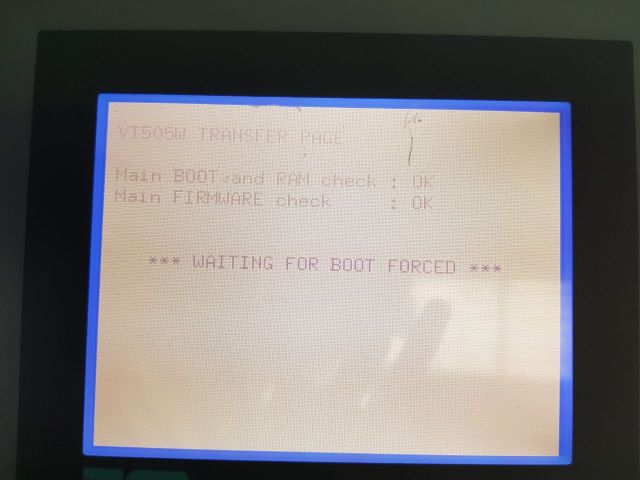 VT505W TRANSFER PAGE
Main BOOT and RAM check : OK
Main FIRMWARE check : OK
*** WAITING FOR BOOT FORCED ***